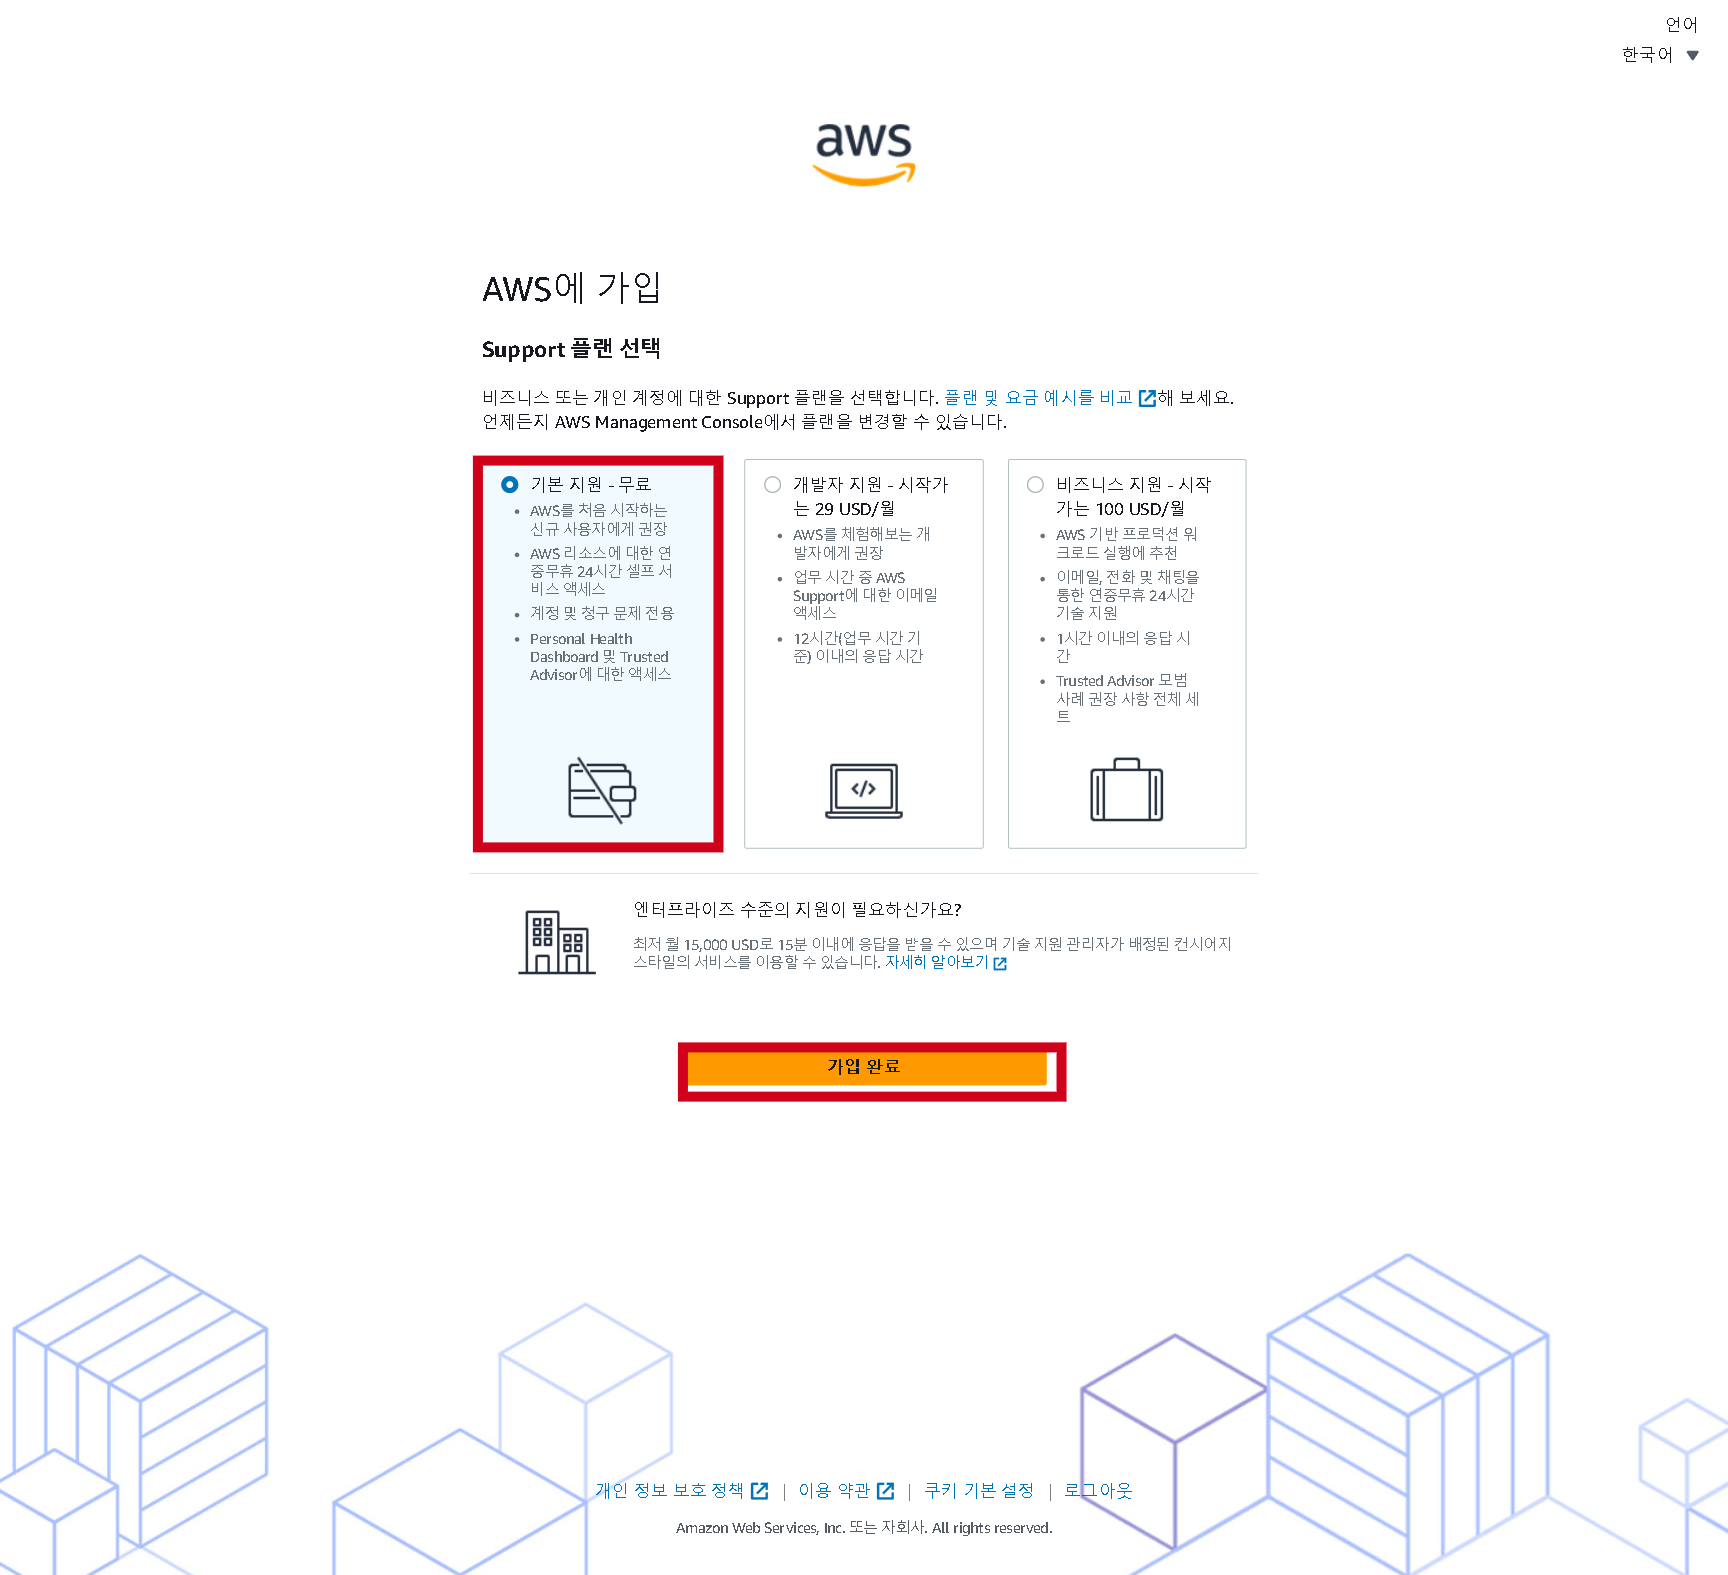 언어
한국어
aws
AWS에 가입
Support 플랜 선택
비즈니스 또는 개인 계정에 대한 Support 플랜을 선택합니다. 플랜 및 요금 예시를 비교 해 보세요.
언제든지 AWS Management Console에서 플랜을 변경할 수 있습니다.
기본 지원 - 무료
AWS를 처음 시작하는
신규 사용자에게 권장
AWS 리소스에 대한 연
중무휴 24시간 셀프 서
비스 액세스
계정 및 청구 문제 전용
Personal Health
Dashboard 및 Trusted
Advisor에 대한 액세스
개발자 지원 - 시작가
는 29 USD/월
AWS를 체험해보는 개
발자에게 권장
업무 시간 중 AWS
Support에 대한 이메일
액세스
12시간(업무 시간 기
준) 이내의 응답 시간
비즈니스 지원 - 시작
가는 100 USD/월
AWS 기반 프로덕션 워
크로드 실행에 추천
이메일, 전화 및 채팅을
통한 연중무휴 24시간
기술 지원
1시간 이내의 응답 시
간
Trusted Advisor 모범
사례 권장 사항 전체 세
트
</>
엔터프라이즈 수준의 지원이 필요하신가요?
최저 월 15,000 USD로 15분 이내에 응답을 받을 수 있으며 기술 지원 관리자가 배정된 컨시어지
스타일의 서비스를 이용할 수 있습니다. 자세히 알아보기
가입 완료
개인 정보 보호 정책 | 이용 약관 | 쿠키 기본 설정 | 로그아웃
Amazon Web Services, Inc. 또는 자회사. All rights reserved.